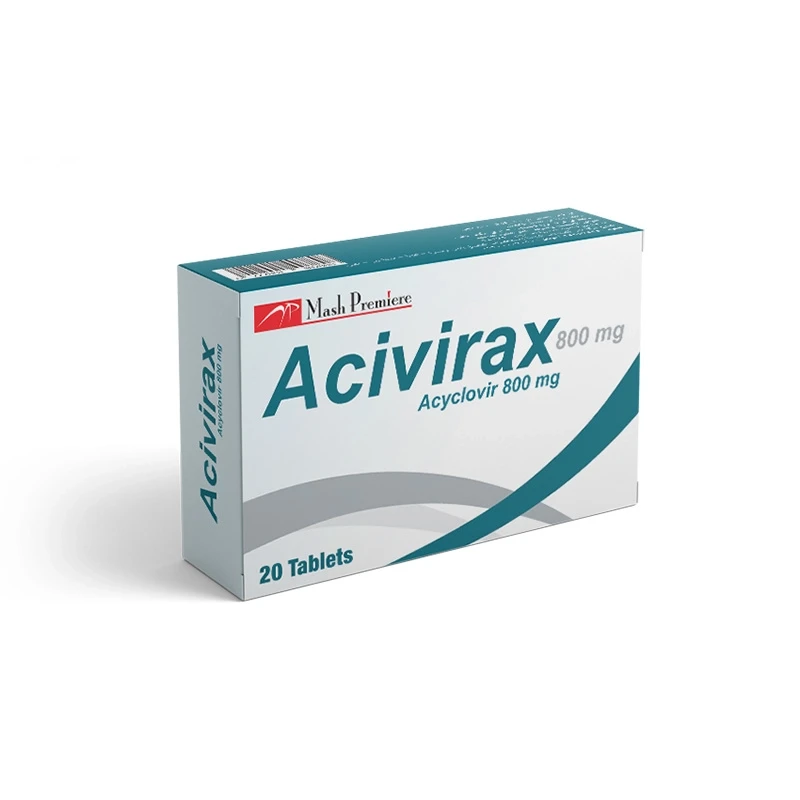 Mash Premiere
Acivirax 800 mg
Acyclovir 800 mg
20 Tablets
Acivirax
Acyclovir 800 mg